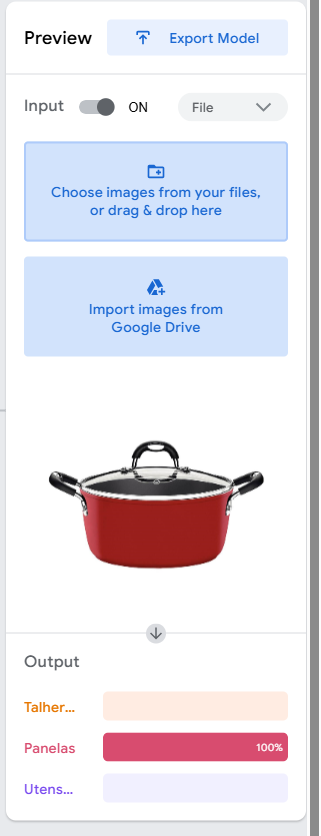 Preview
Export Model
Input
ON
File
Choose images from your files,
or drag & drop here
Import images from
Google Drive
Output
Talher...
Panelas
100%
Utens...